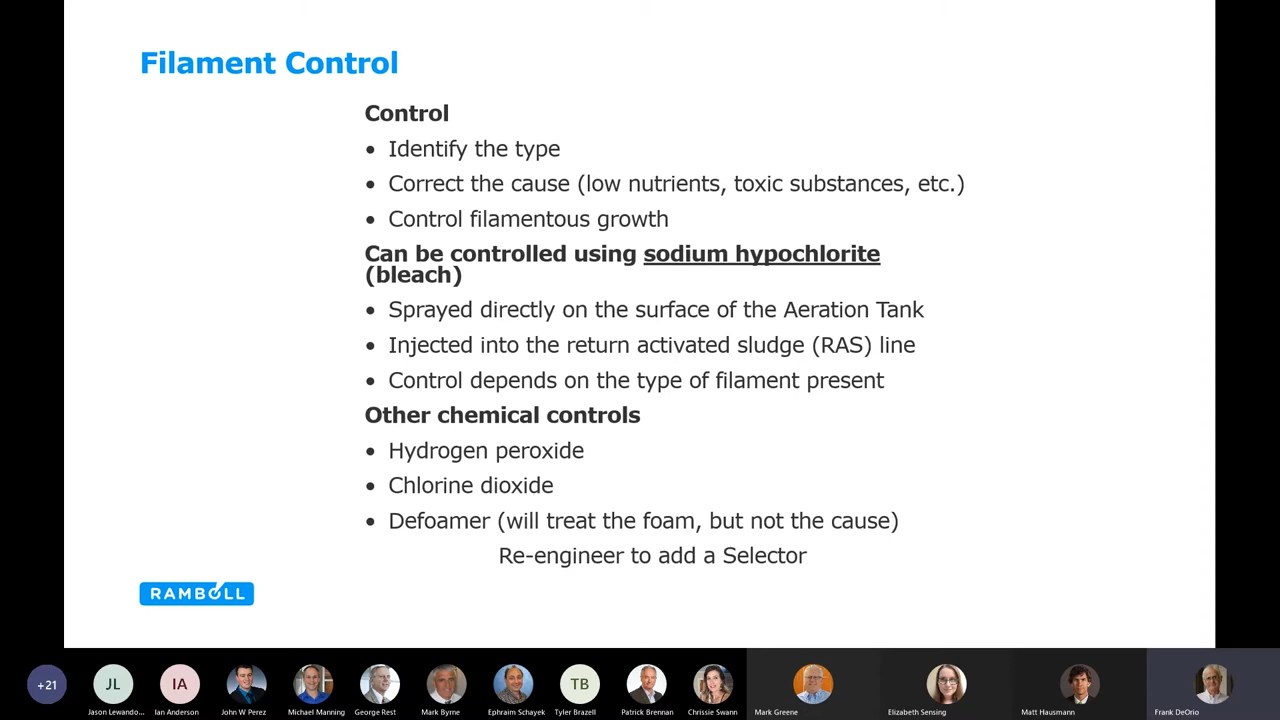 Filament Control
Control
• Identify the type
• Correct the cause (low nutrients, toxic substances, etc.)
• Control filamentous growth
Can be controlled using sodium hypochlorite
(bleach)
• Sprayed directly on the surface of the Aeration Tank
• Injected into the return activated sludge (RAS) line
• Control depends on the type of filament present
Other chemical controls
• Hydrogen peroxide
• Chlorine dioxide
• Defoamer (will treat the foam, but not the cause)
Re-engineer to add a Selector
RAMBOLL
+21
JL
IA
TB
Jason Lewando...
Ian Anderson
John W Perez
Michael Manning
George Rest
Mark Byrne
Ephraim Schayek
Tyler Brazell
Patrick Brennan
Chrissie Swann
Mark Greene
Elizabeth Sensing
Matt Hausmann
Frank DeOrio